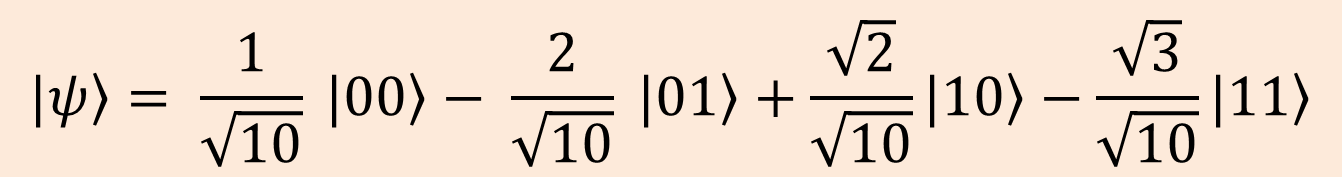 |ψ⟩ = 1/√10 |00⟩ − 2/√10 |01⟩ + √2/√10 |10⟩ − √3/√10 |11⟩